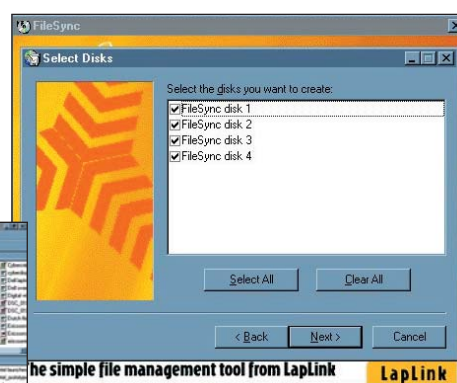 FileSync
Select Disks
Select the disks you want to create:
FileSync disk 1
FileSync disk 2
FileSync disk 3
FileSync disk 4
Select All
Clear All
< Back
Next >
Cancel
he simple file management tool from LapLink
LapLink